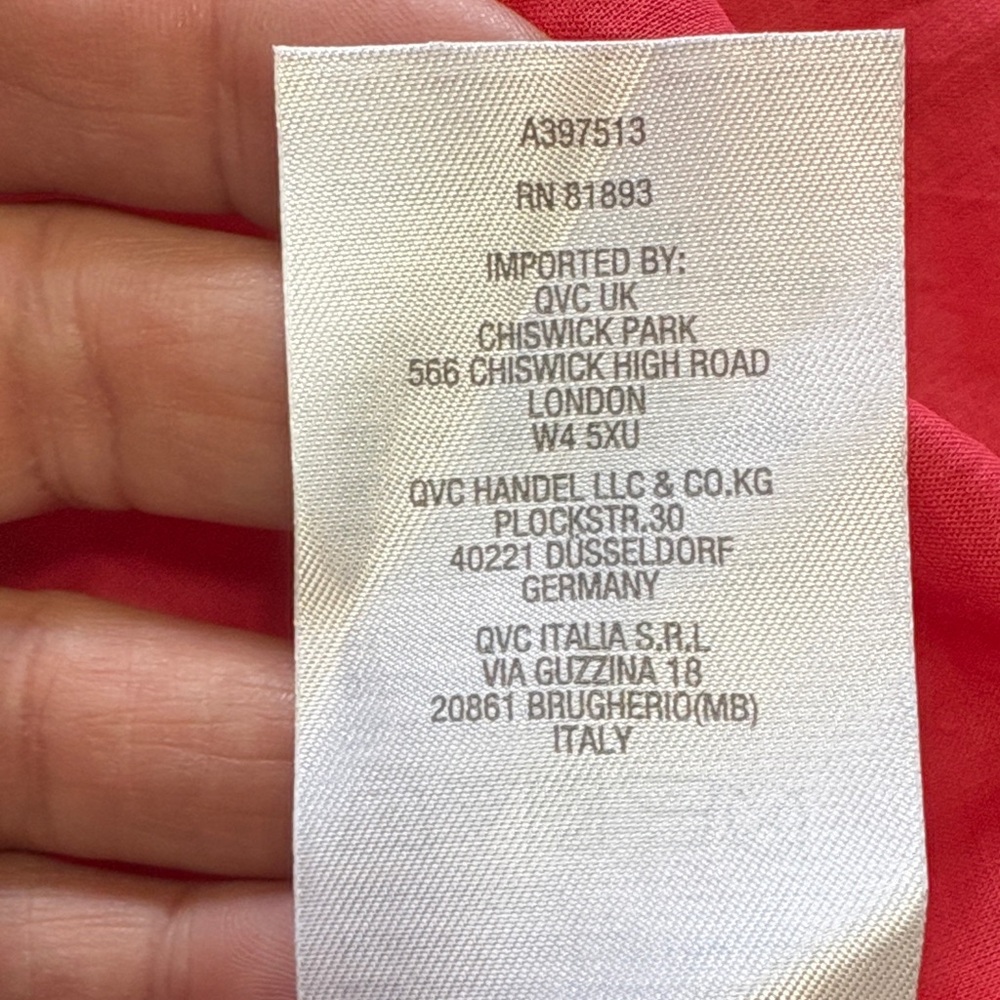 A397513
RN 81893
IMPORTED BY:
QVC UK
CHISWICK PARK
566 CHISWICK HIGH ROAD
LONDON
W4 5XU
QVC HANDEL LLC & CO.KG
PLOCKSTR.30
40221 DÜSSELDORF
GERMANY
QVC ITALIA S.R.L
VIA GUZZINA 18
20861 BRUGHERIO(MB)
ITALY